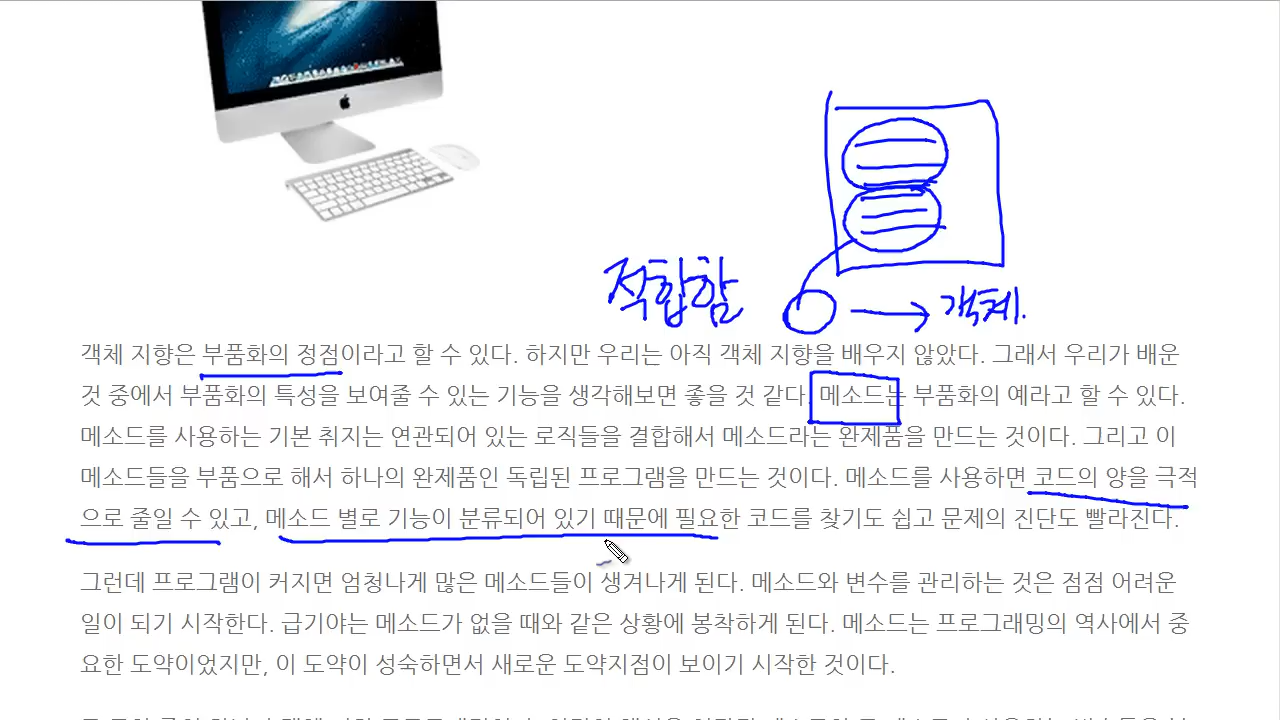 적합함
객체.
객체 지향은 부품화의 정점이라고 할 수 있다. 하지만 우리는 아직 객체 지향을 배우지 않았다. 그래서 우리가 배운
것 중에서 부품화의 특성을 보여줄 수 있는 기능을 생각해보면 좋을 것 같다. 메소드는 부품화의 예라고 할 수 있다.
메소드를 사용하는 기본 취지는 연관되어 있는 로직들을 결합해서 메소드라는 완제품을 만드는 것이다. 그리고 이
메소드들을 부품으로 해서 하나의 완제품인 독립된 프로그램을 만드는 것이다. 메소드를 사용하면 코드의 양을 극적
으로 줄일 수 있고, 메소드 별로 기능이 분류되어 있기 때문에 필요한 코드를 찾기도 쉽고 문제의 진단도 빨라진다.
그런데 프로그램이 커지면 엄청나게 많은 메소드들이 생겨나게 된다. 메소드와 변수를 관리하는 것은 점점 어려운
일이 되기 시작한다. 급기야는 메소드가 없을 때와 같은 상황에 봉착하게 된다. 메소드는 프로그래밍의 역사에서 중
요한 도약이었지만, 이 도약이 성숙하면서 새로운 도약지점이 보이기 시작한 것이다.